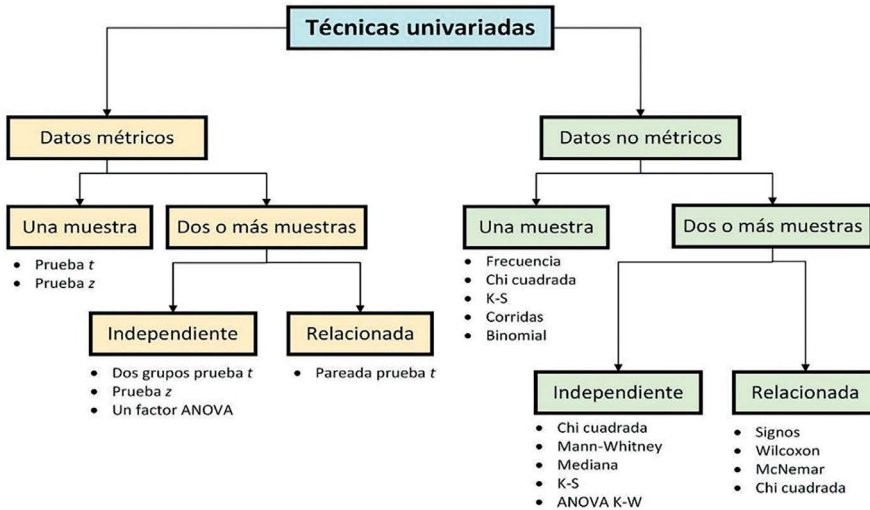 Técnicas univariadas
Datos métricos
Una muestra
• Prueba t
• Prueba z
Dos o más muestras
Independiente
• Dos grupos prueba t
• Prueba z
• Un factor ANOVA
Relacionada
• Pareada prueba t
Datos no métricos
Una muestra
• Frecuencia
• Chi cuadrada
• K-S
• Corridas
• Binomial
Dos o más muestras
Independiente
• Chi cuadrada
• Mann-Whitney
• Mediana
• K-S
• ANOVA K-W
Relacionada
• Signos
• Wilcoxon
• McNemar
• Chi cuadrada